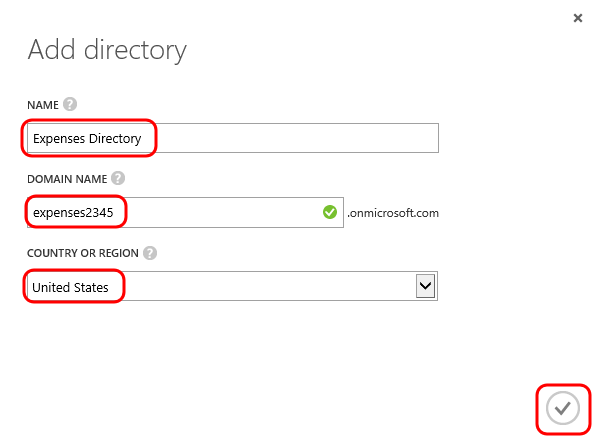 Add directory
NAME ?
Expenses Directory
DOMAIN NAME ?
expenses2345 .onmicrosoft.com
COUNTRY OR REGION ?
United States